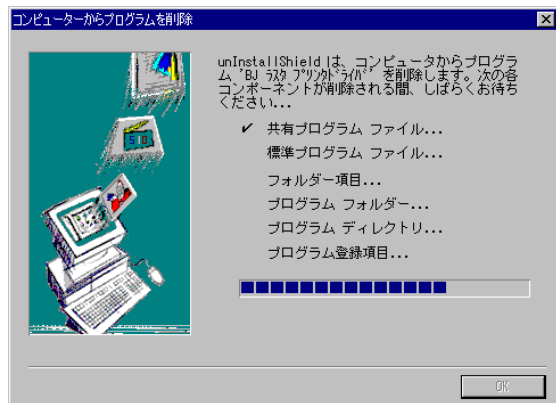 コンピューターからプログラムを削除
unInstallShield は、コンピュータからプログラ
ム 'BJ ﾗｽﾀ ﾌﾟﾘﾝﾀﾄﾞﾗｲﾊﾞ' を削除します。次の各
コンポーネントが削除される間、しばらくお待ち
ください...
✔ 共有プログラム ファイル...
標準プログラム ファイル...
フォルダー項目...
プログラム フォルダー...
プログラム ディレクトリ...
プログラム登録項目...
OK